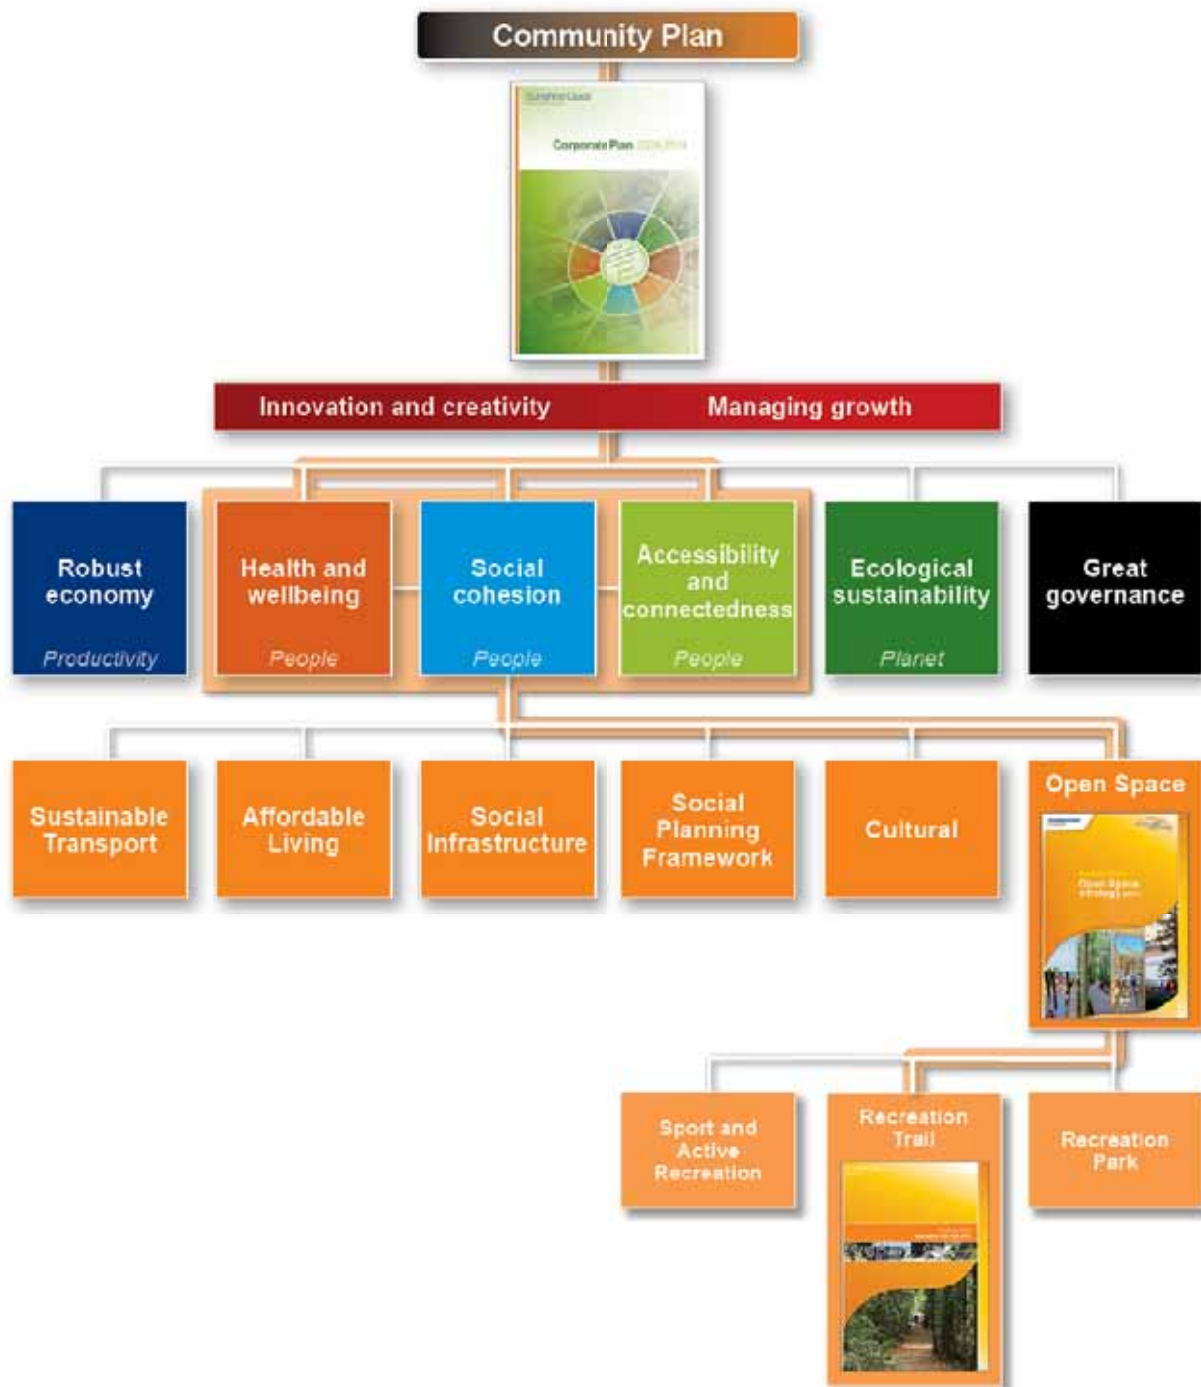 Community Plan
Corporate Plan
Innovation and creativity
Managing growth
Robust
economy
Productivity
Health and
wellbeing
People
Social
cohesion
People
Accessibility
and
connectedness
People
Ecological
sustainability
Planet
Great
governance
Sustainable
Transport
Affordable
Living
Social
Infrastructure
Social
Planning
Framework
Cultural
Open Space
Open Space
Sport and
Active
Recreation
Recreation
Trail
Recreation
Park